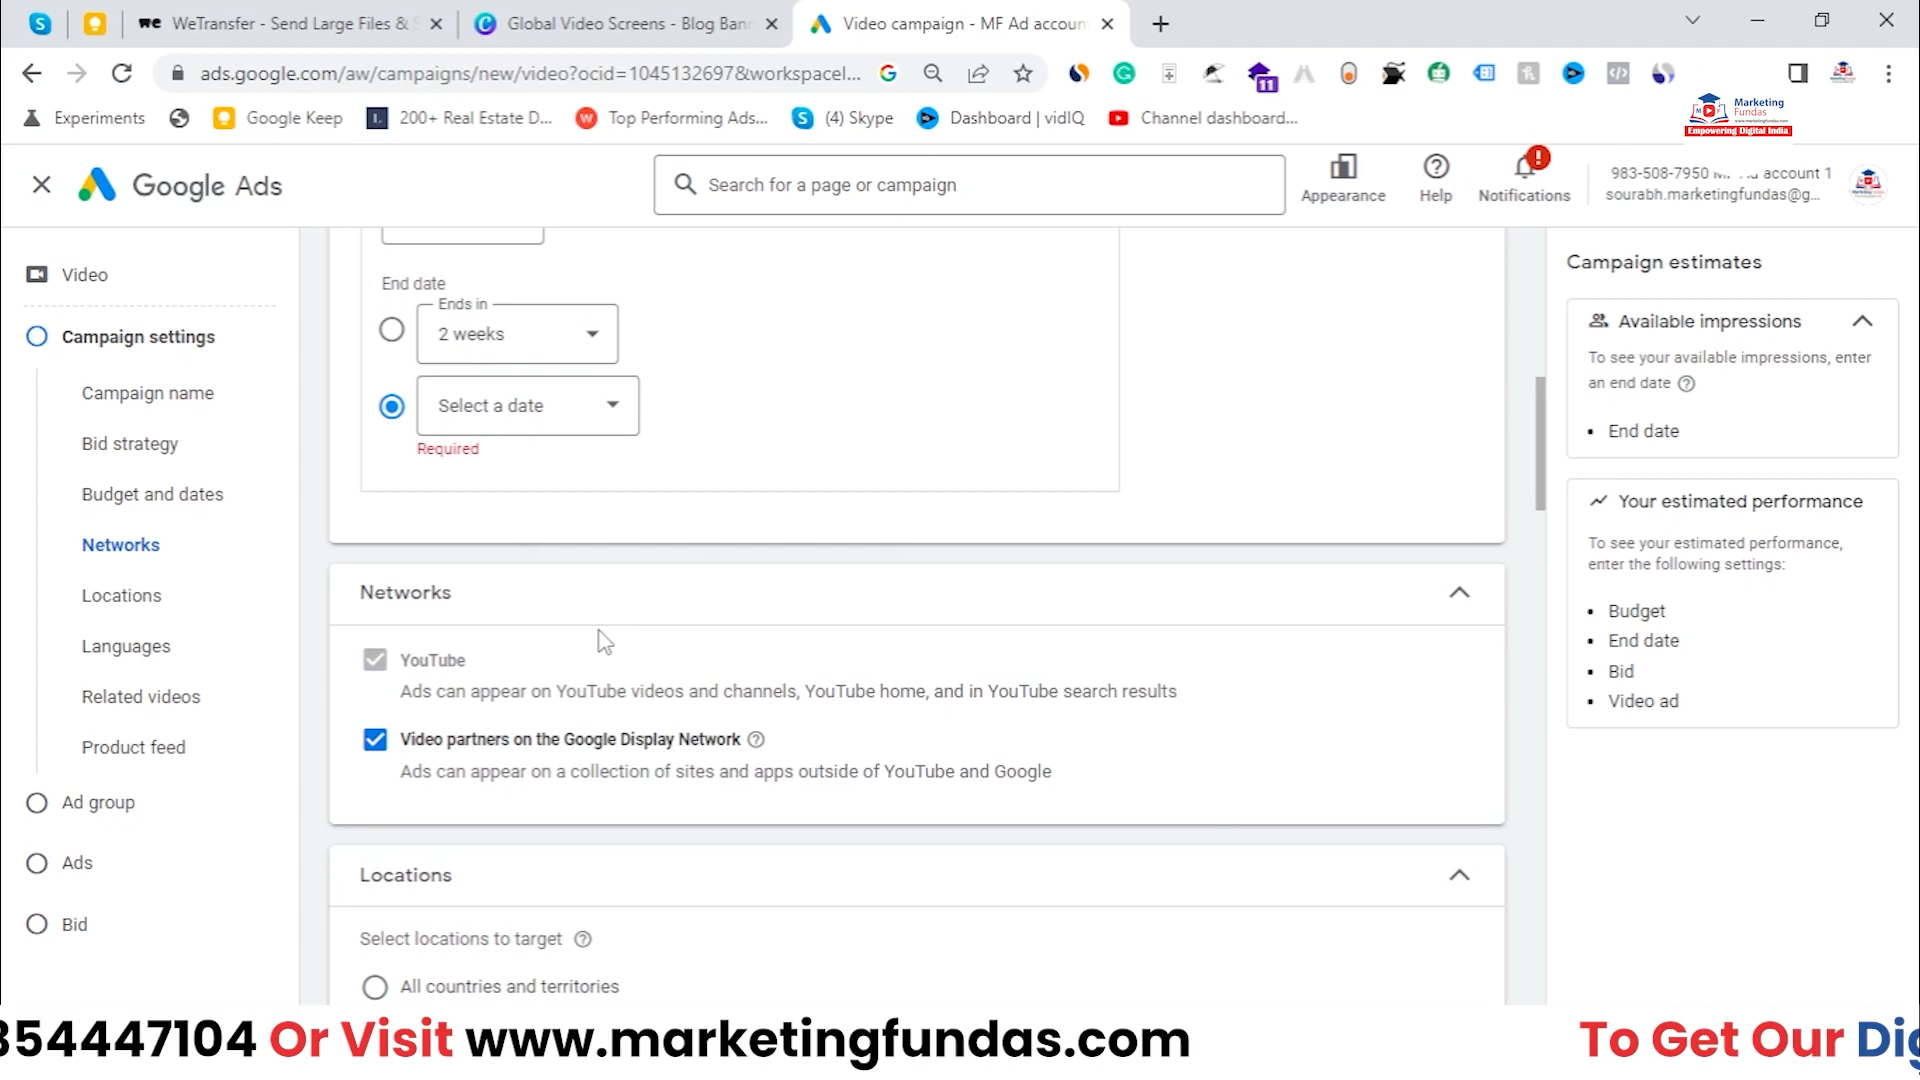 WeTransfer - Send Large Files &
Global Video Screens - Blog Bann
Video campaign - MF Ad accoun
ads.google.com/aw/campaigns/new/video?ocid=1045132697&workspaceI...
11
Experiments
Google Keep
200+ Real Estate D...
Top Performing Ads...
(4) Skype
Dashboard | vidIQ
Channel dashboard...
Marketing
Fundas
www.marketingfundas.com
Empowering Digital India
Google Ads
Search for a page or campaign
Appearance
Help
Notifications
983-508-7950 account 1
sourabh.marketingfundas@g...
Video
Campaign settings
Campaign name
Bid strategy
Budget and dates
Networks
Locations
Languages
Related videos
Product feed
Ad group
Ads
Bid
End date
Ends in
2 weeks
Select a date
Required
Networks
YouTube
Ads can appear on YouTube videos and channels, YouTube home, and in YouTube search results
Video partners on the Google Display Network
Ads can appear on a collection of sites and apps outside of YouTube and Google
Locations
Select locations to target
All countries and territories
Campaign estimates
Available impressions
To see your available impressions, enter
an end date
• End date
Your estimated performance
To see your estimated performance,
enter the following settings:
• Budget
• End date
• Bid
• Video ad
354447104 Or Visit www.marketingfundas.com
To Get Our Dig